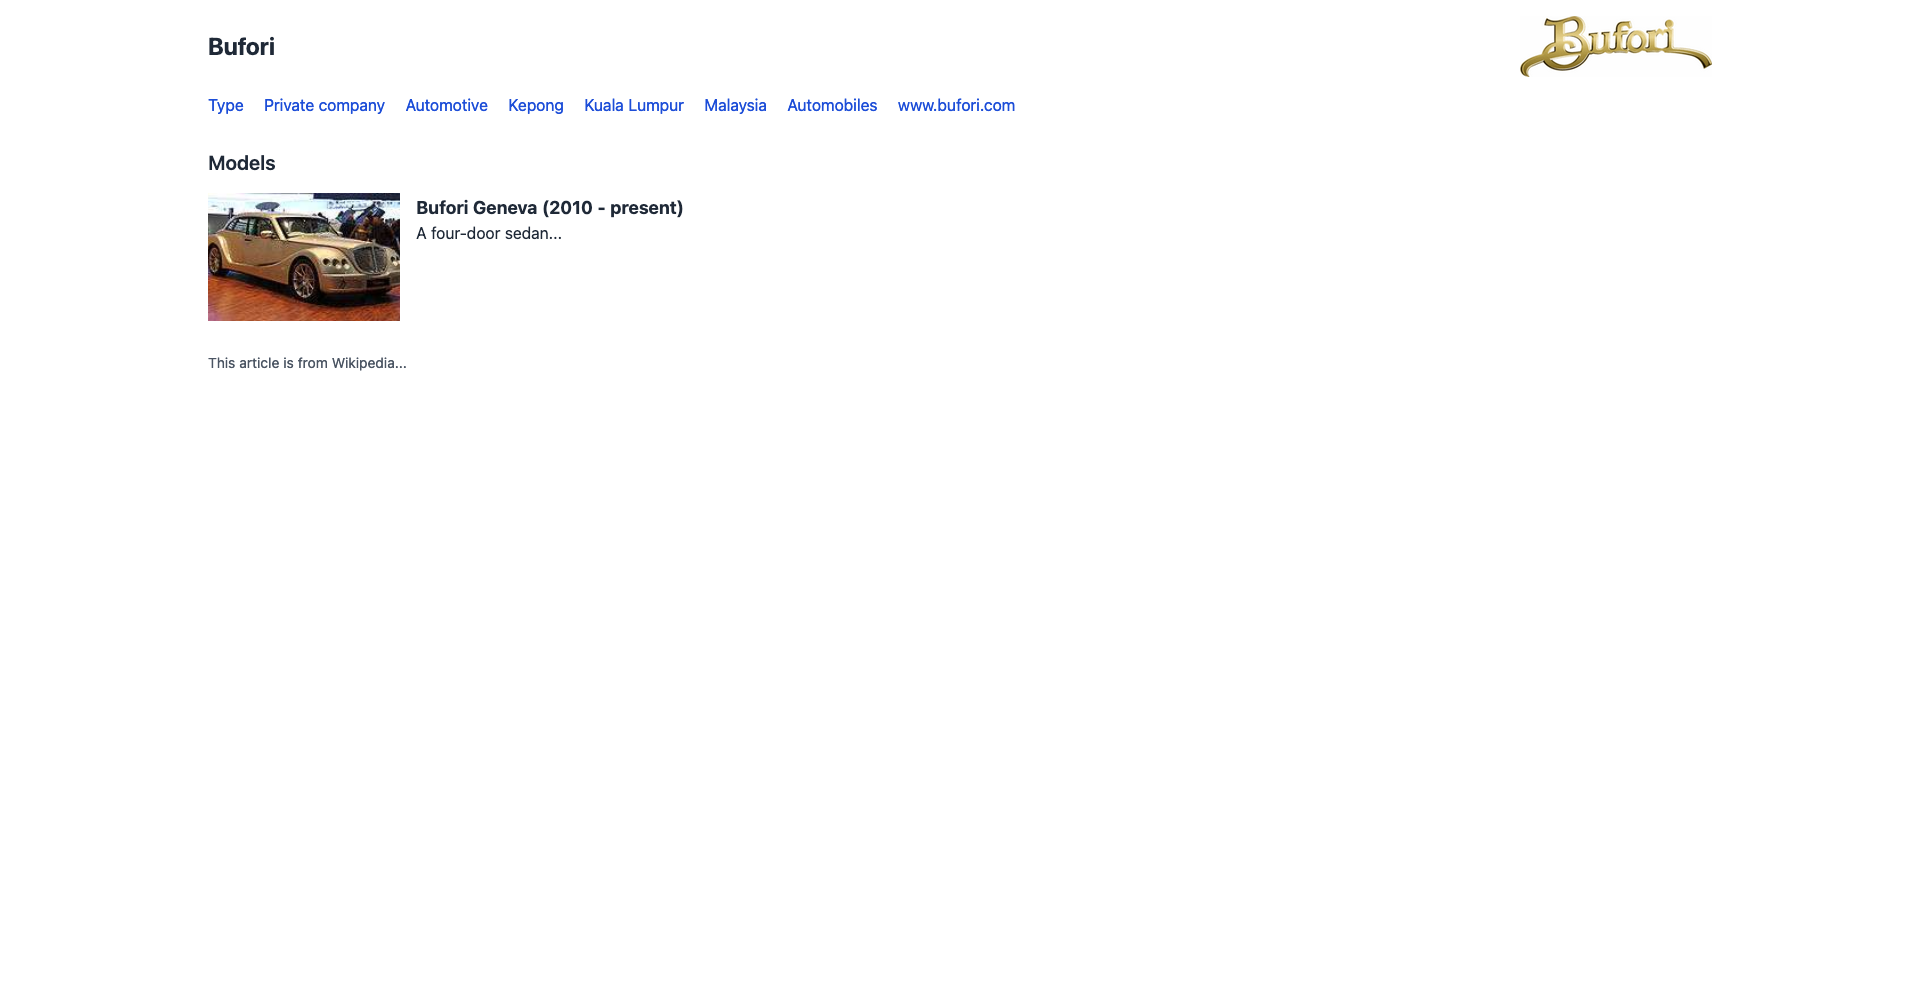 Bufori
Bufori
Type Private company Automotive Kepong Kuala Lumpur Malaysia Automobiles www.bufori.com
Models
Bufori Geneva (2010 - present)
A four-door sedan...
This article is from Wikipedia...